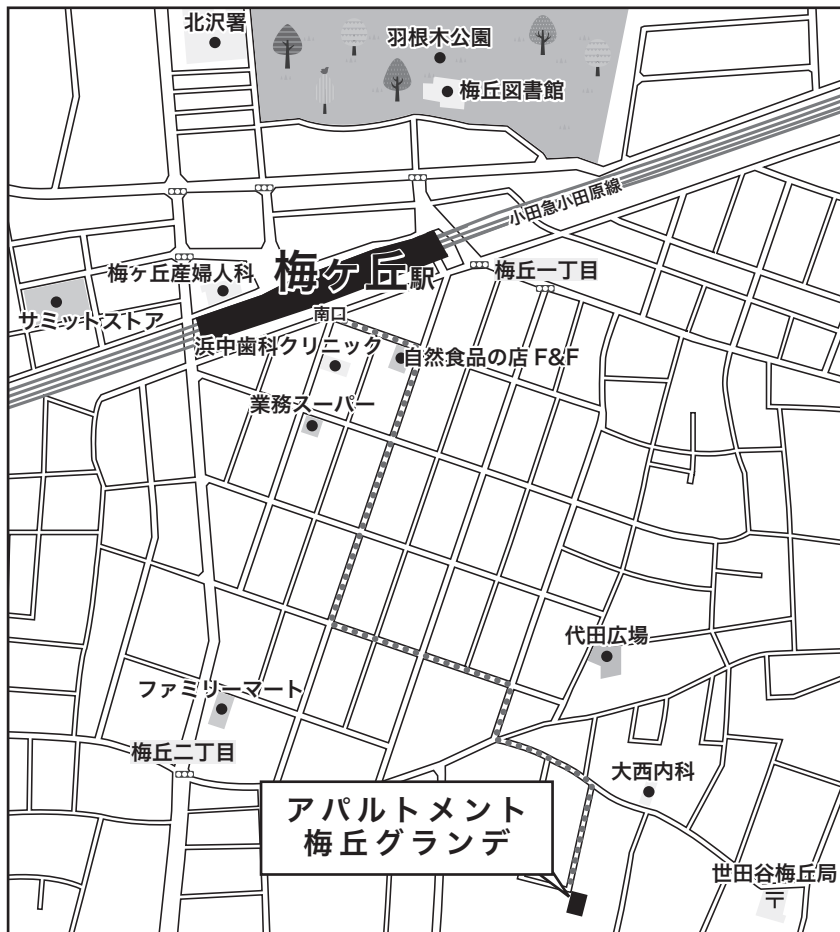 北沢署
羽根木公園
梅丘図書館
小田急小田原線
梅ヶ丘駅
梅丘一丁目
梅ヶ丘産婦人科
サミットストア
南口
浜中歯科クリニック
自然食品の店 F&F
業務スーパー
代田広場
ファミリーマート
梅丘二丁目
大西内科
アパルトメント
梅丘グランデ
世田谷梅丘局
〒